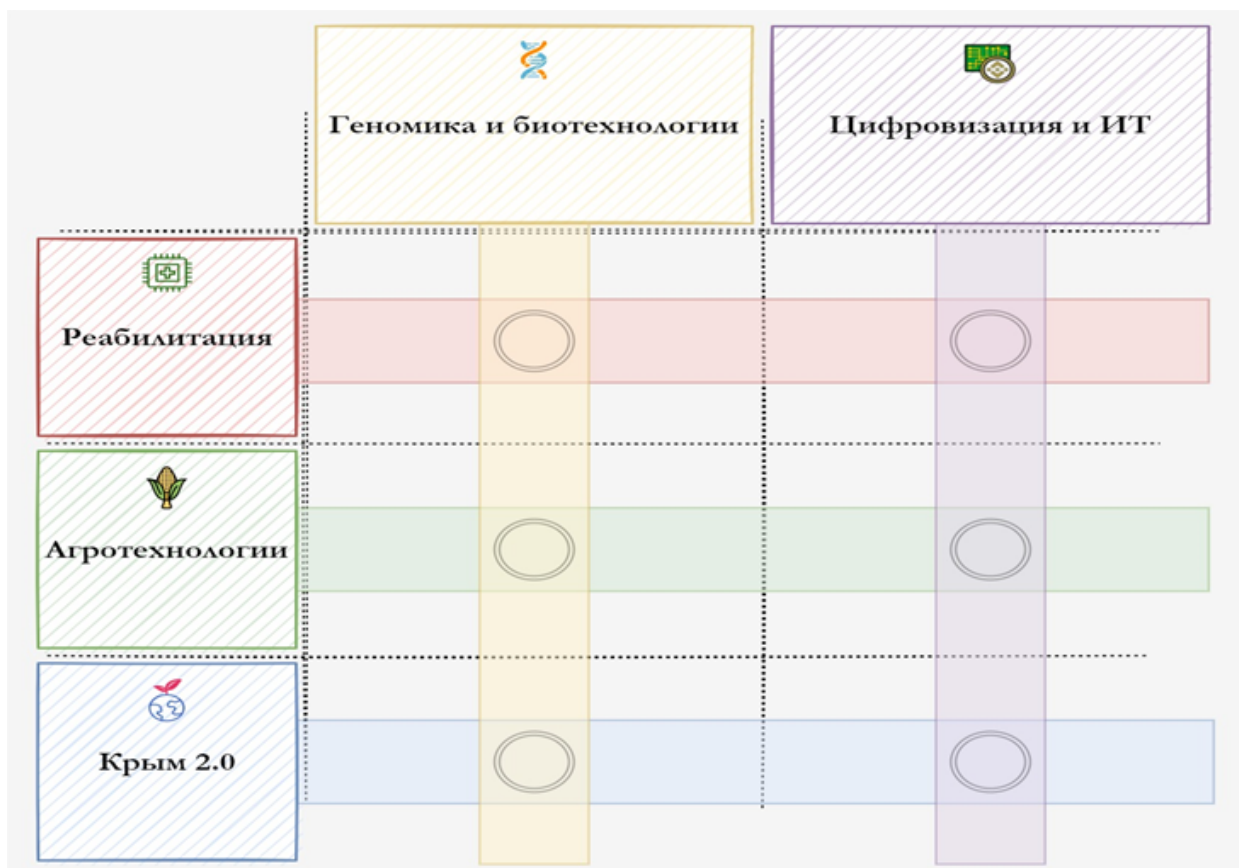 Геномика и биотехнологии
Цифровизация и ИТ
Реабилитация
Агротехнологии
Крым 2.0